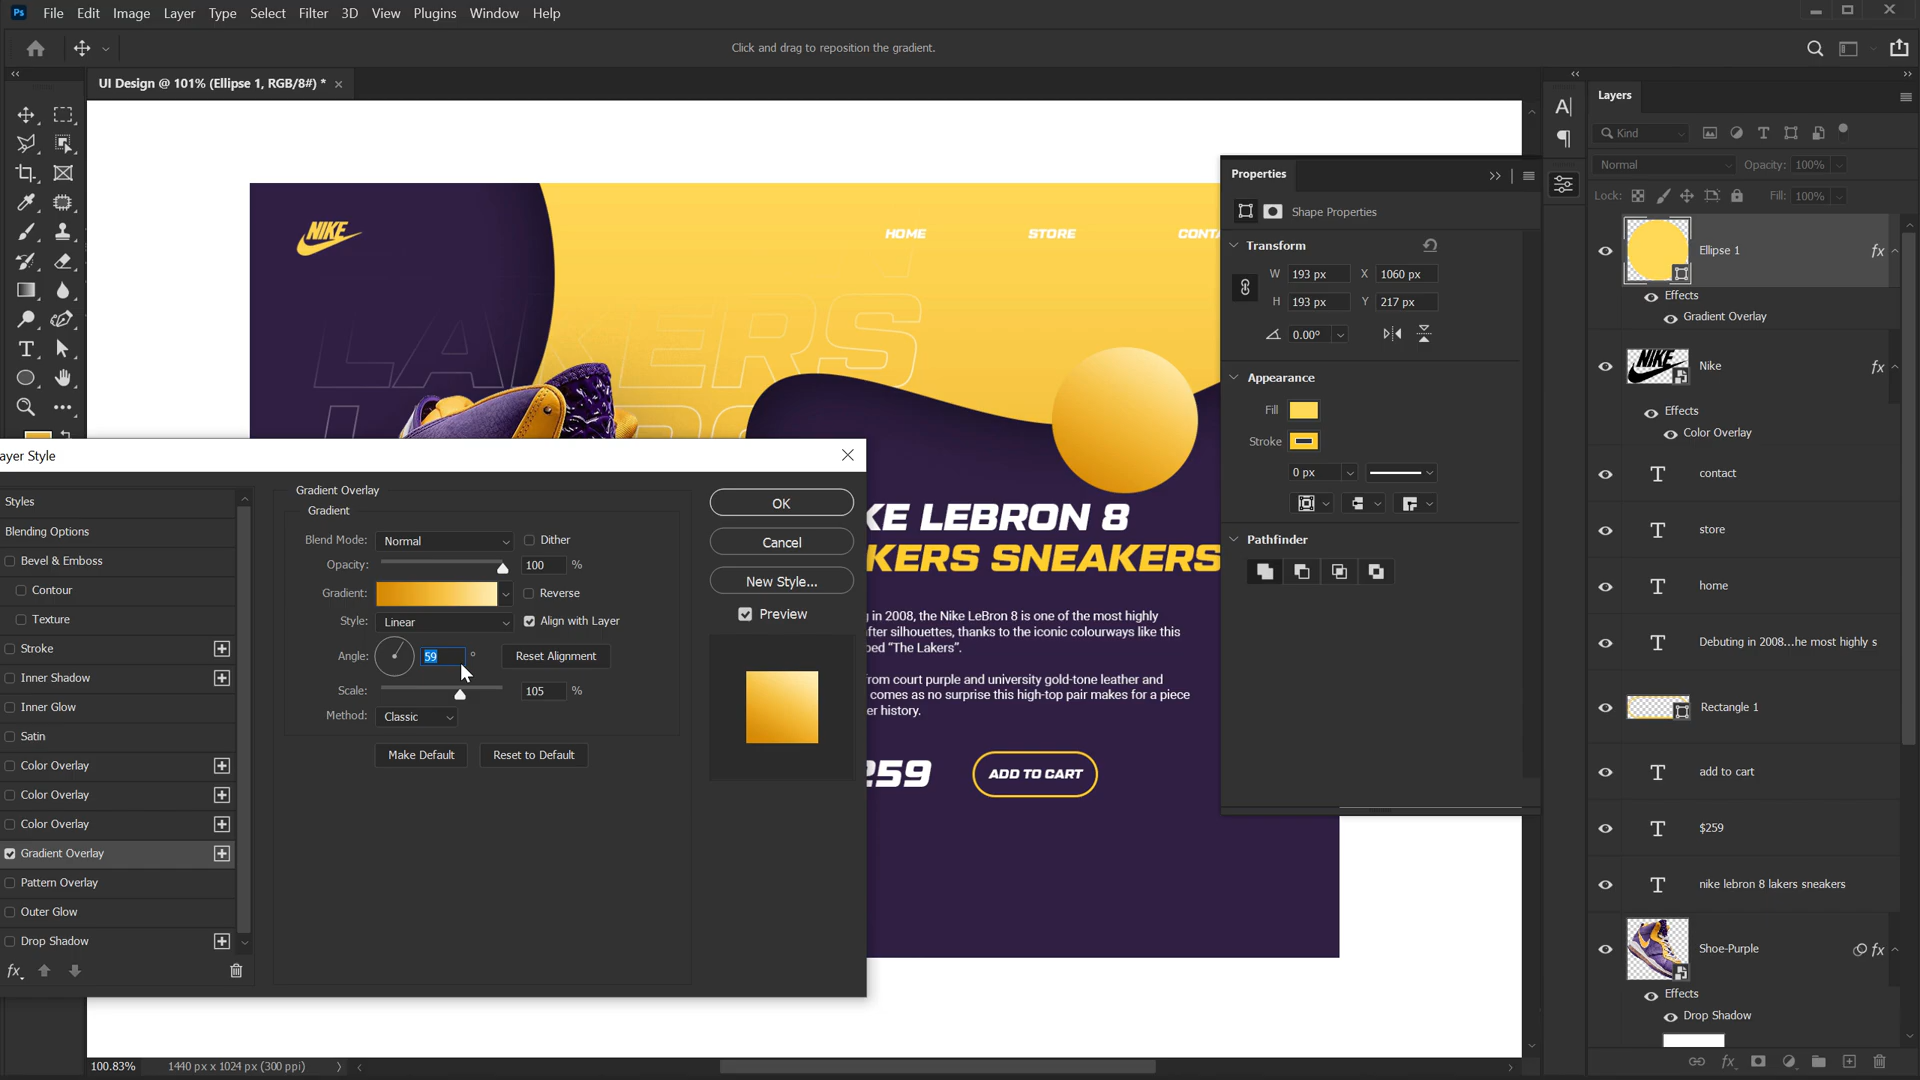 Ps File Edit Image Layer Type Select Filter 3D View Plugins Window Help
Click and drag to reposition the gradient.
UI Design @ 101% (Ellipse 1, RGB/8#) *
NIKE
HOME STORE CONTA
LAKERS
Properties
Shape Properties
Transform
W 193 px X 1060 px
H 193 px Y 217 px
0.00°
Appearance
Fill
Stroke
0 px
Pathfinder
KE LEBRON 8
KERS SNEAKERS
g in 2008, the Nike LeBron 8 is one of the most highly
fter silhouettes, thanks to the iconic colourways like this
bed “The Lakers”.
rom court purple and university gold-tone leather and
comes as no surprise this high-top pair makes for a piece
er history.
259 ADD TO CART
ayer Style
Styles
Blending Options
Bevel & Emboss
Contour
Texture
Stroke
Inner Shadow
Inner Glow
Satin
Color Overlay
Color Overlay
Color Overlay
Gradient Overlay
Pattern Overlay
Outer Glow
Drop Shadow
fx
Gradient Overlay
Gradient
Blend Mode: Normal Dither
Opacity: 100 %
Gradient: Reverse
Style: Linear Align with Layer
Angle: 59 ° Reset Alignment
Scale: 105 %
Method: Classic
Make Default Reset to Default
OK
Cancel
New Style...
Preview
Layers
Kind
Normal Opacity: 100%
Lock: Fill: 100%
Ellipse 1 fx
Effects
Gradient Overlay
NIKE
Nike fx
Effects
Color Overlay
T contact
T store
T home
T Debuting in 2008...he most highly s
Rectangle 1
T add to cart
T $259
T nike lebron 8 lakers sneakers
Shoe-Purple fx
Effects
Drop Shadow
fx
100.83% 1440 px x 1024 px (300 ppi)